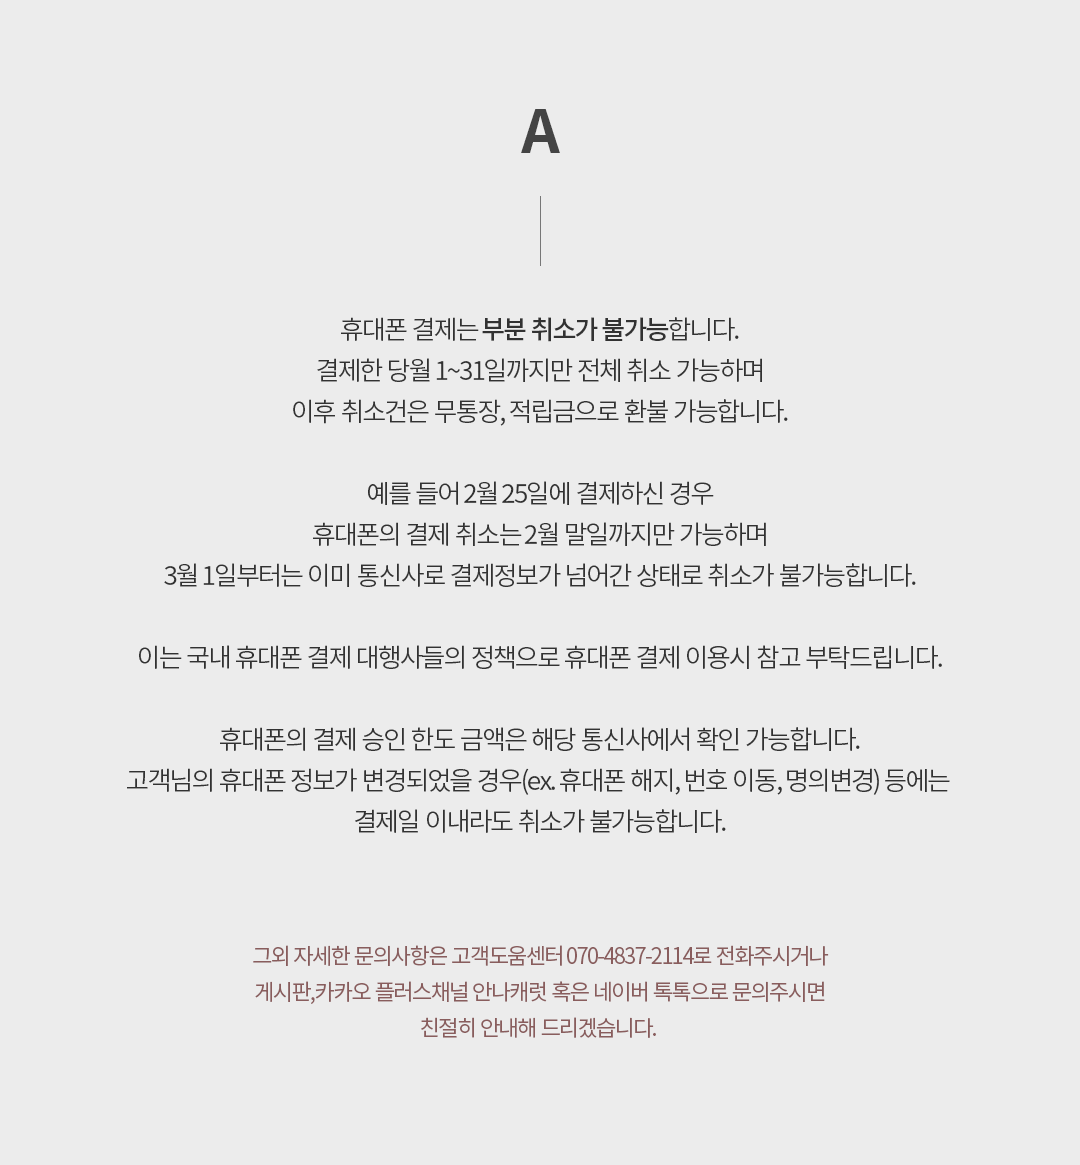 A
휴대폰 결제는 부분 취소가 불가능합니다.
결제한 당월 1~31일까지만 전체 취소 가능하며
이후 취소건은 무통장, 적립금으로 환불 가능합니다.
예를 들어 2월 25일에 결제하신 경우
휴대폰의 결제 취소는 2월 말일까지만 가능하며
3월 1일부터는 이미 통신사로 결제정보가 넘어간 상태로 취소가 불가능합니다.
이는 국내 휴대폰 결제 대행사들의 정책으로 휴대폰 결제 이용시 참고 부탁드립니다.
휴대폰의 결제 승인 한도 금액은 해당 통신사에서 확인 가능합니다.
고객님의 휴대폰 정보가 변경되었을 경우(ex. 휴대폰 해지, 번호 이동, 명의변경) 등에는
결제일 이내라도 취소가 불가능합니다.
그외 자세한 문의사항은 고객도움센터 070-4837-2114로 전화주시거나
게시판,카카오 플러스채널 안나캐럿 혹은 네이버 톡톡으로 문의주시면
친절히 안내해 드리겠습니다.